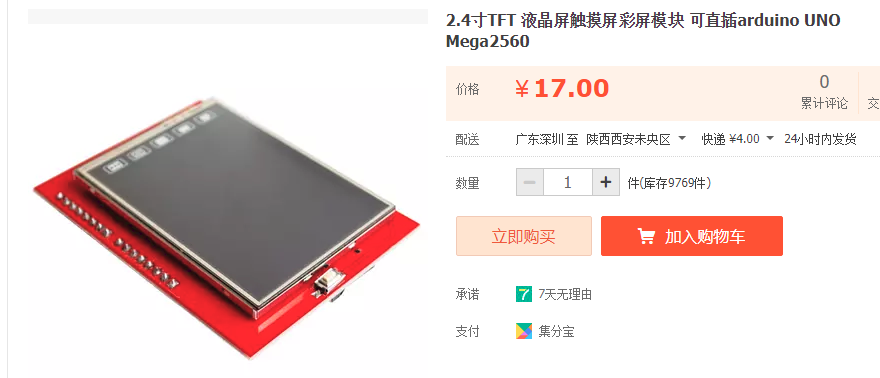 2.4寸TFT 液晶屏触摸屏彩屏模块 可直插arduino UNO
Mega2560
价格
¥ 17.00
0
累计评论
交
配送
广东深圳 至 陕西西安未央区
快递 ¥4.00
24小时内发货
数量
1
件(库存9769件)
立即购买
加入购物车
承诺
7天无理由
支付
集分宝